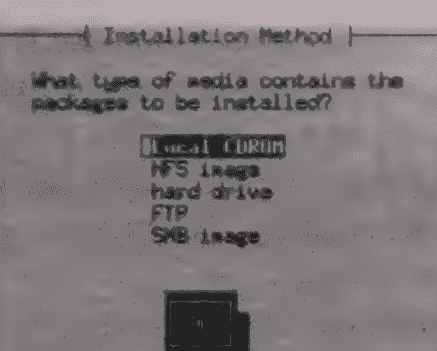 Installation Method
What type of media contains the
packages to be installed?
Local CDROM
NFS image
hard drive
FTP
SMB image